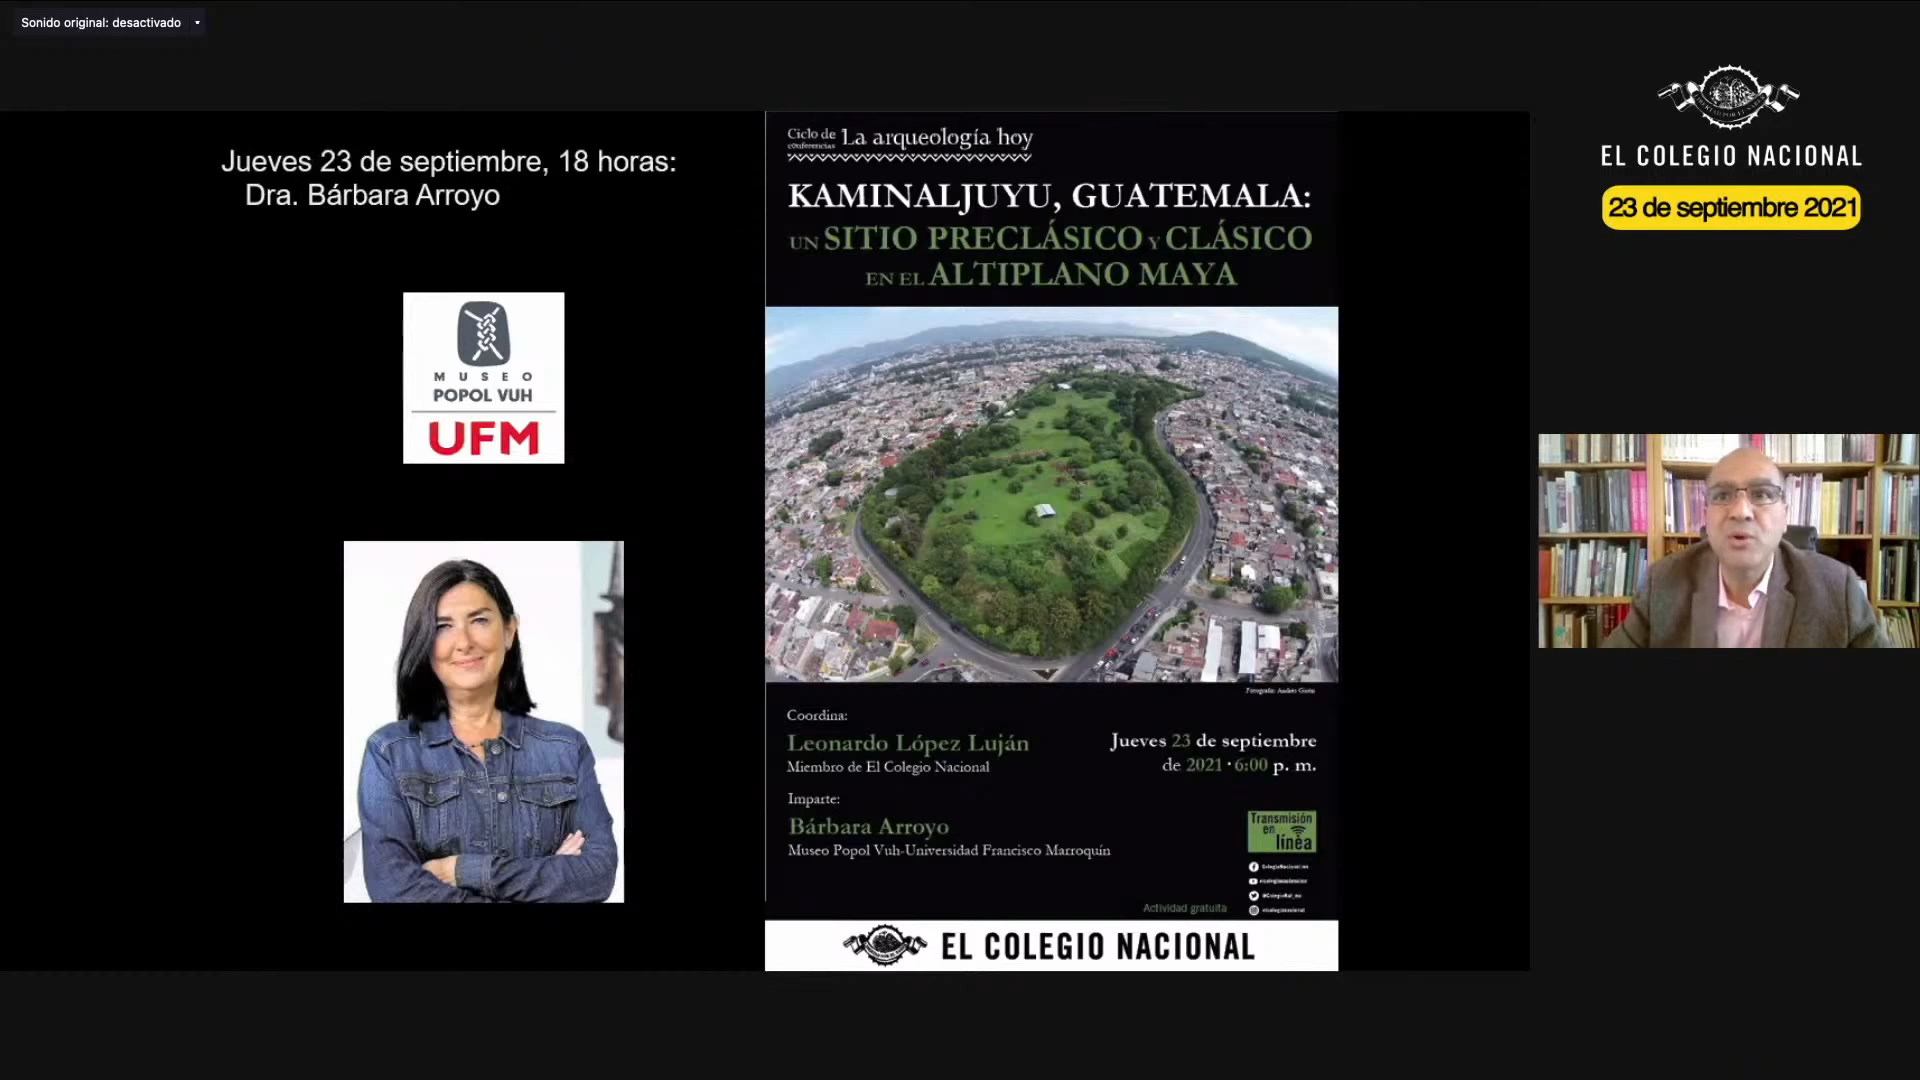 Sonido original: desactivado
Jueves 23 de septiembre, 18 horas:
Dra. Bárbara Arroyo
MUSEO
POPOL VUH
UFM
Ciclo de conferencias La arqueología hoy
KAMINALJUYU, GUATEMALA:
UN SITIO PRECLÁSICO Y CLÁSICO
EN EL ALTIPLANO MAYA
Coordina:
Leonardo López Luján
Miembro de El Colegio Nacional
Jueves 23 de septiembre
de 2021 · 6:00 p. m.
Imparte:
Bárbara Arroyo
Museo Popol Vuh-Universidad Francisco Marroquín
Transmisión
en
línea
Actividad gratuita
EL COLEGIO NACIONAL
EL COLEGIO NACIONAL
23 de septiembre 2021